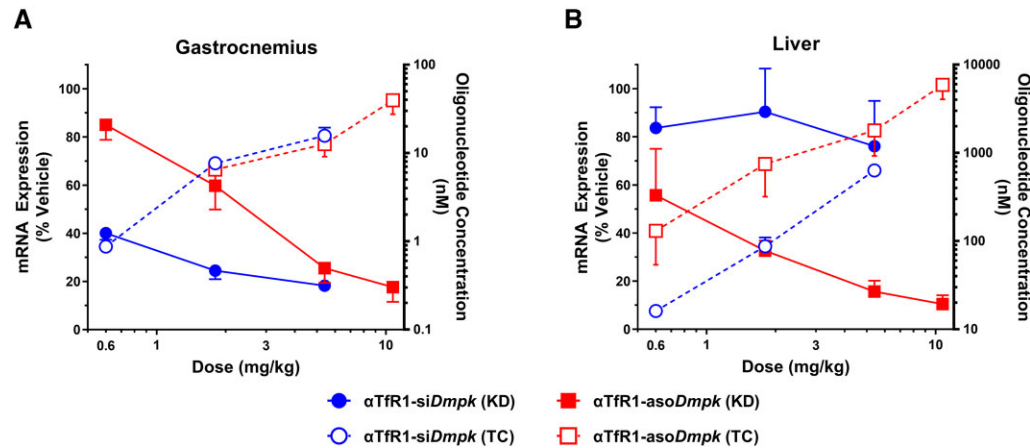 A
Gastrocnemius
mRNA Expression
(% Vehicle)
100
80
60
40
20
0
100
10
1
0.1
Oligonucleotide Concentration
(nM)
0.6
1
3
10
Dose (mg/kg)
B
Liver
mRNA Expression
(% Vehicle)
100
80
60
40
20
0
10000
1000
100
10
Oligonucleotide Concentration
(nM)
0.6
1
3
10
Dose (mg/kg)
αTfR1-siDmpk (KD)
αTfR1-asoDmpk (KD)
αTfR1-siDmpk (TC)
αTfR1-asoDmpk (TC)